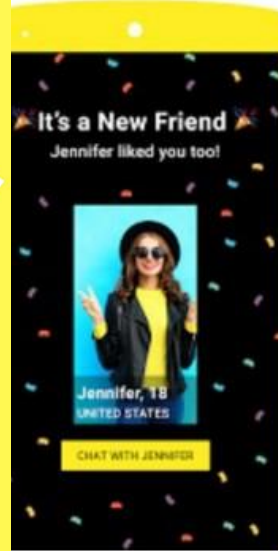 It's a New Friend
Jennifer liked you too!
Jennifer, 18
UNITED STATES
CHAT WITH JENNIFER